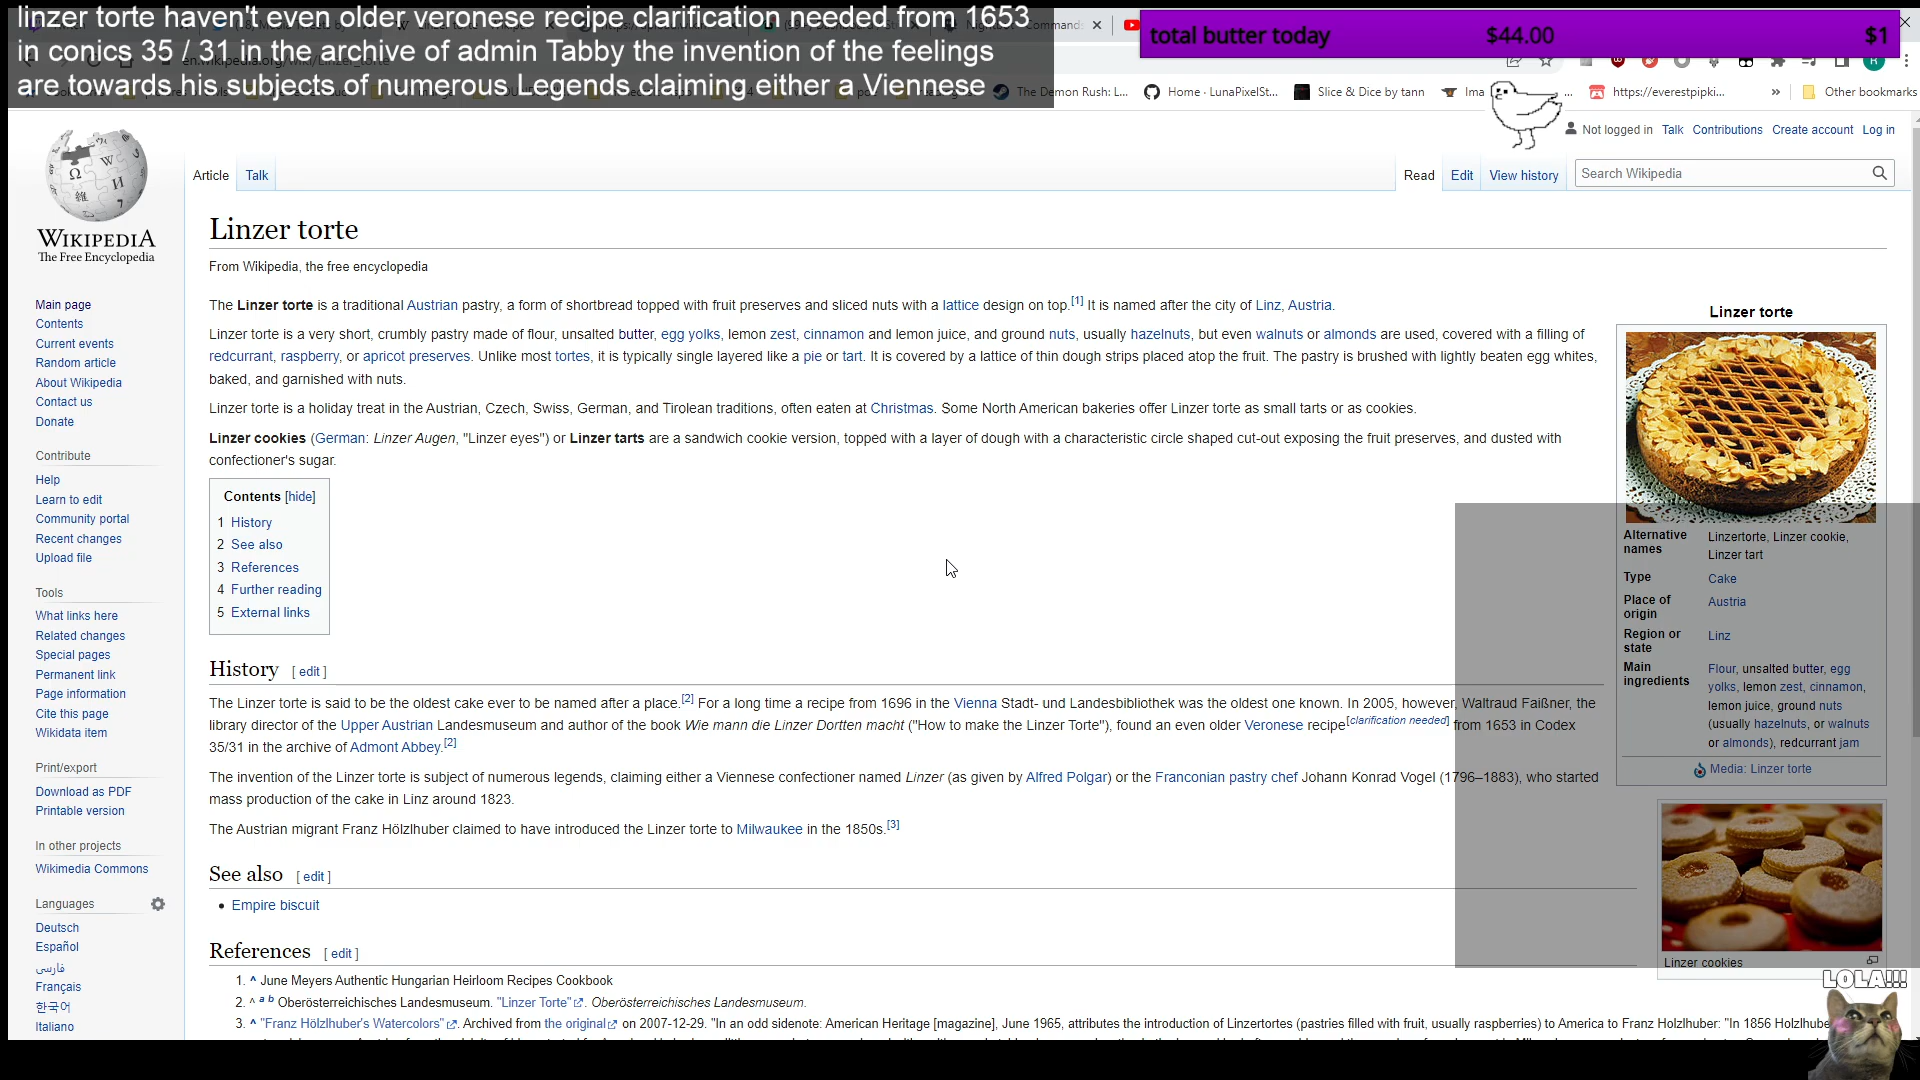 linzer torte haven't even older veronese recipe clarification needed from 1653
in conics 35 / 31 in the archive of admin Tabby the invention of the feelings
are towards his subjects of numerous Legends claiming either a Viennese
total butter today $44.00 $1
The Demon Rush: L... Home · LunaPixelSt... Slice & Dice by tann Ima ... https://everestpipki... » Other bookmarks
Not logged in Talk Contributions Create account Log in
Article Talk Read Edit View history Search Wikipedia
WIKIPEDIA
The Free Encyclopedia
Main page
Contents
Current events
Random article
About Wikipedia
Contact us
Donate
Contribute
Help
Learn to edit
Community portal
Recent changes
Upload file
Tools
What links here
Related changes
Special pages
Permanent link
Page information
Cite this page
Wikidata item
Print/export
Download as PDF
Printable version
In other projects
Wikimedia Commons
Languages
Deutsch
Español
فارسی
Français
한국어
Italiano
Linzer torte
From Wikipedia, the free encyclopedia
The Linzer torte is a traditional Austrian pastry, a form of shortbread topped with fruit preserves and sliced nuts with a lattice design on top.[1] It is named after the city of Linz, Austria.
Linzer torte is a very short, crumbly pastry made of flour, unsalted butter, egg yolks, lemon zest, cinnamon and lemon juice, and ground nuts, usually hazelnuts, but even walnuts or almonds are used, covered with a filling of
redcurrant, raspberry, or apricot preserves. Unlike most tortes, it is typically single layered like a pie or tart. It is covered by a lattice of thin dough strips placed atop the fruit. The pastry is brushed with lightly beaten egg whites,
baked, and garnished with nuts.
Linzer torte is a holiday treat in the Austrian, Czech, Swiss, German, and Tirolean traditions, often eaten at Christmas. Some North American bakeries offer Linzer torte as small tarts or as cookies.
Linzer cookies (German: Linzer Augen, "Linzer eyes") or Linzer tarts are a sandwich cookie version, topped with a layer of dough with a characteristic circle shaped cut-out exposing the fruit preserves, and dusted with
confectioner's sugar.
Contents [hide]
1 History
2 See also
3 References
4 Further reading
5 External links
History [ edit ]
The Linzer torte is said to be the oldest cake ever to be named after a place.[2] For a long time a recipe from 1696 in the Vienna Stadt- und Landesbibliothek was the oldest one known. In 2005, however, Waltraud Faißner, the
library director of the Upper Austrian Landesmuseum and author of the book Wie mann die Linzer Dortten macht ("How to make the Linzer Torte"), found an even older Veronese recipe[clarification needed] from 1653 in Codex
35/31 in the archive of Admont Abbey.[2]
The invention of the Linzer torte is subject of numerous legends, claiming either a Viennese confectioner named Linzer (as given by Alfred Polgar) or the Franconian pastry chef Johann Konrad Vogel (1796–1883), who started
mass production of the cake in Linz around 1823.
The Austrian migrant Franz Hölzlhuber claimed to have introduced the Linzer torte to Milwaukee in the 1850s.[3]
See also [ edit ]
• Empire biscuit
References [ edit ]
1. ^ June Meyers Authentic Hungarian Heirloom Recipes Cookbook
2. ^ a b Oberösterreichisches Landesmuseum. "Linzer Torte". Oberösterreichisches Landesmuseum.
3. ^ "Franz Hölzlhuber's Watercolors". Archived from the original on 2007-12-29. "In an odd sidenote: American Heritage [magazine], June 1965, attributes the introduction of Linzertortes (pastries filled with fruit, usually raspberries) to America to Franz Holzlhuber: "In 1856 Holzlhube
Linzer torte
Alternative names Linzertorte, Linzer cookie,
Linzer tart
Type Cake
Place of origin Austria
Region or state Linz
Main ingredients Flour, unsalted butter, egg
yolks, lemon zest, cinnamon,
lemon juice, ground nuts
(usually hazelnuts, or walnuts
or almonds), redcurrant jam
Media: Linzer torte
Linzer cookies
LOLA!!!